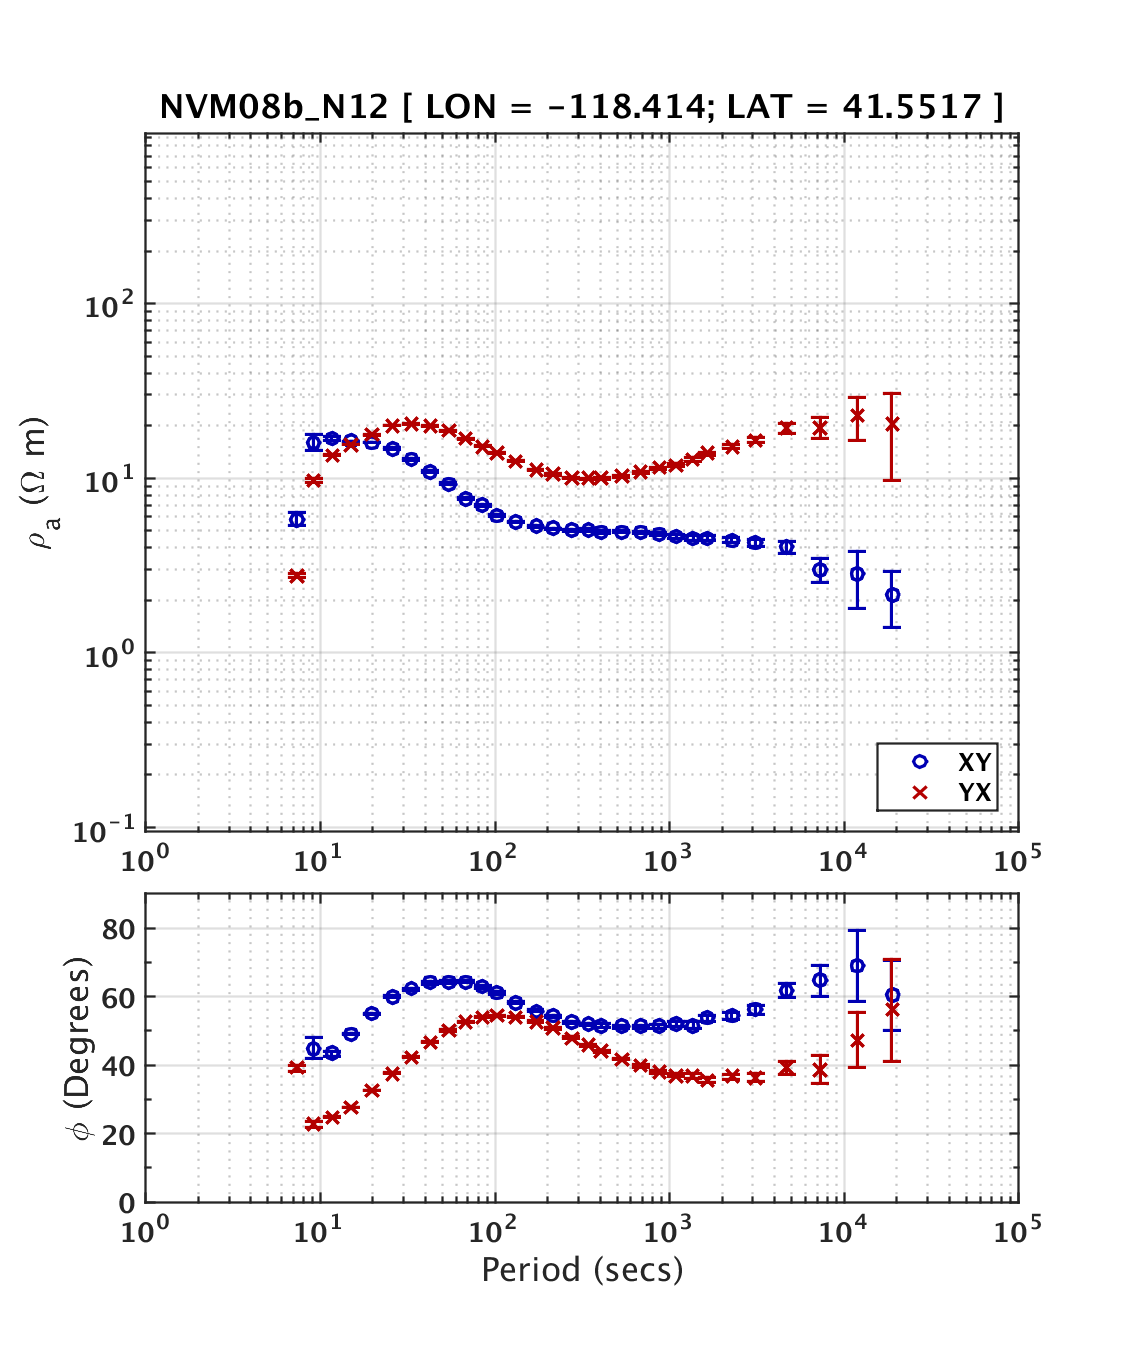 NVM08b_N12 [ LON = -118.414; LAT = 41.5517 ]
ρa (Ω m)
10^2
10^1
10^0
10^-1
XY
YX
10^0 10^1 10^2 10^3 10^4 10^5
ϕ (Degrees)
80
60
40
20
0
10^0 10^1 10^2 10^3 10^4 10^5
Period (secs)